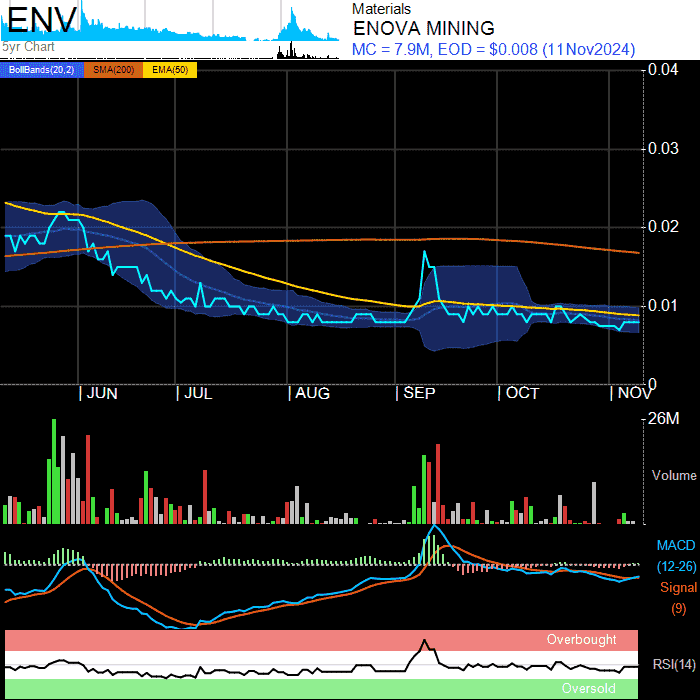 ENV
5yr Chart
Materials
ENOVA MINING
MC = 7.9M, EOD = $0.008 (11Nov2024)
BollBands(20,2) SMA(200) EMA(50)
0.04
0.03
0.02
0.01
0
JUN JUL AUG SEP OCT NOV
26M
Volume
MACD
(12-26)
Signal
(9)
Overbought
RSI(14)
Oversold